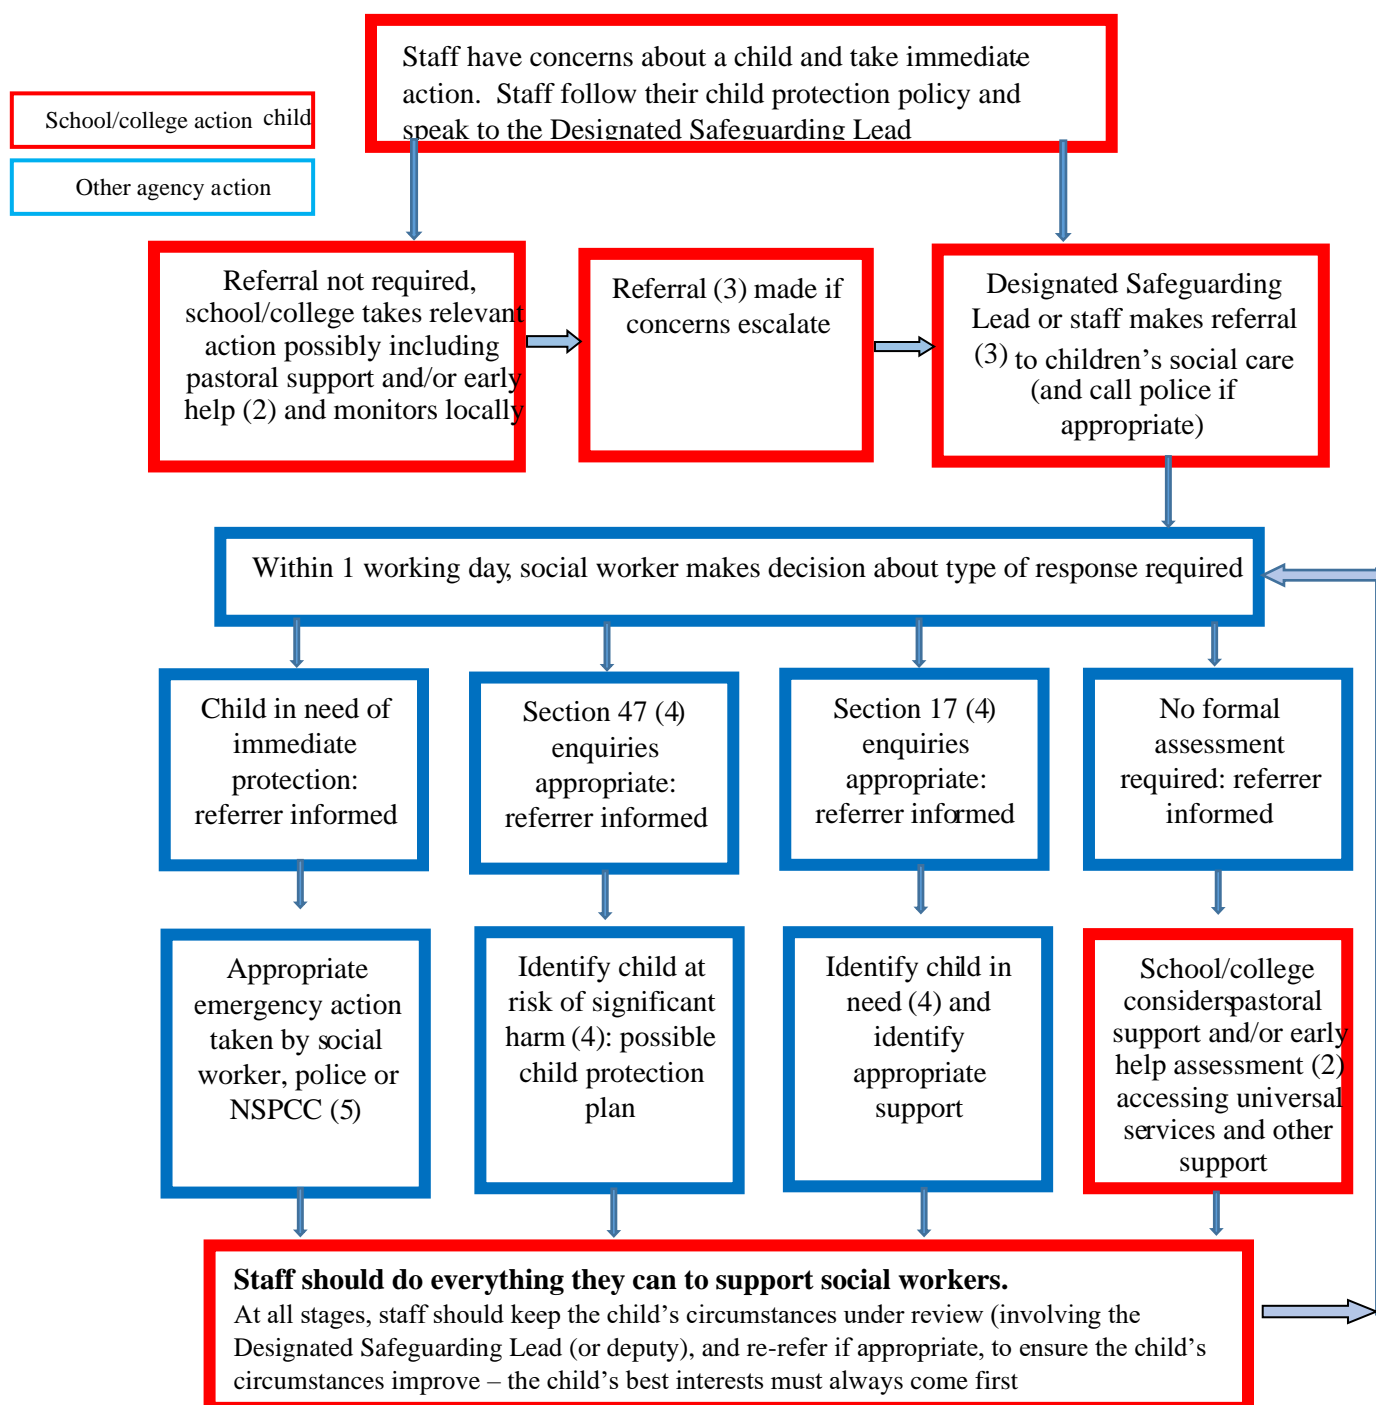 Staff have concerns about a child and take immediate
action. Staff follow their child protection policy and
speak to the Designated Safeguarding Lead
School/college action child
Other agency action
Referral not required,
school/college takes relevant
action possibly including
pastoral support and/or early
help (2) and monitors locally
Referral (3) made if
concerns escalate
Designated Safeguarding
Lead or staff makes referral
(3) to children’s social care
(and call police if
appropriate)
Within 1 working day, social worker makes decision about type of response required
Child in need of
immediate
protection:
referrer informed
Section 47 (4)
enquiries
appropriate:
referrer informed
Section 17 (4)
enquiries
appropriate:
referrer informed
No formal
assessment
required: referrer
informed
Appropriate
emergency action
taken by social
worker, police or
NSPCC (5)
Identify child at
risk of significant
harm (4): possible
child protection
plan
Identify child in
need (4) and
identify
appropriate
support
School/college
considers pastoral
support and/or early
help assessment (2)
accessing universal
services and other
support
Staff should do everything they can to support social workers.
At all stages, staff should keep the child’s circumstances under review (involving the
Designated Safeguarding Lead (or deputy), and re-refer if appropriate, to ensure the child’s
circumstances improve – the child’s best interests must always come first